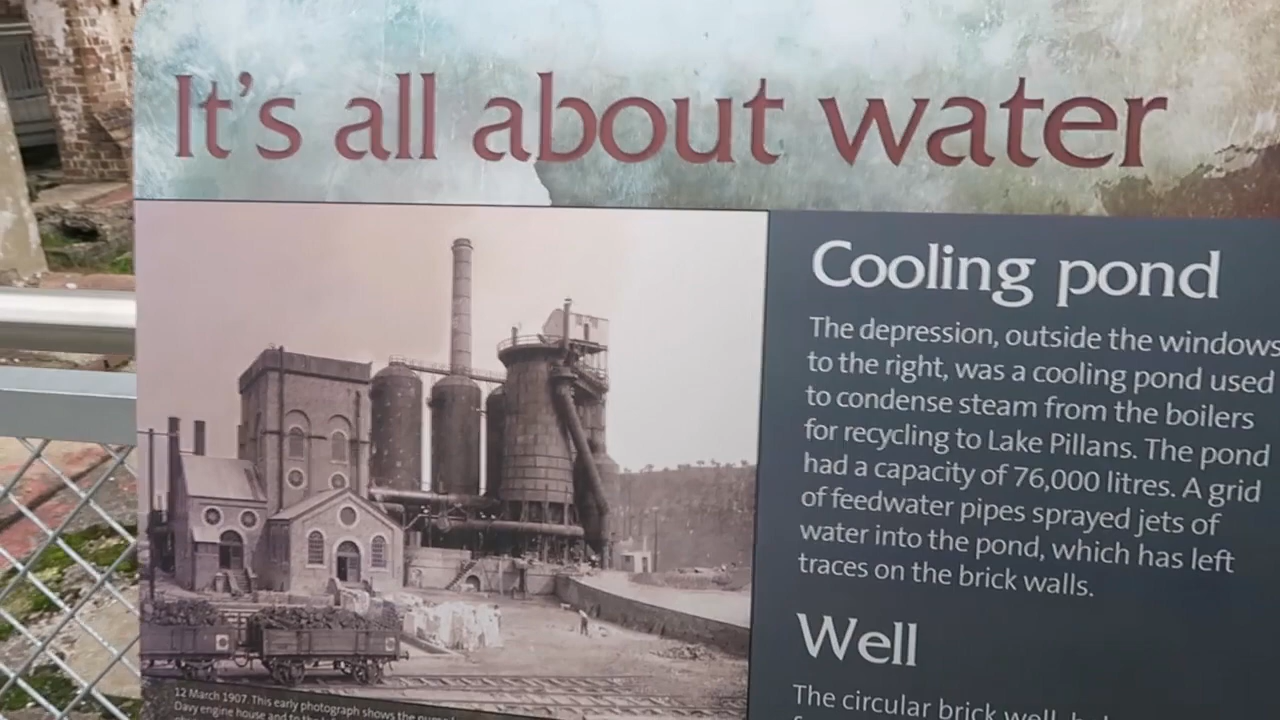 It's all about water
Cooling pond
The depression, outside the windows
to the right, was a cooling pond used
to condense steam from the boilers
for recycling to Lake Pillans. The pond
had a capacity of 76,000 litres. A grid
of feedwater pipes sprayed jets of
water into the pond, which has left
traces on the brick walls.
Well
The circular brick well
12 March 1907. This early photograph shows the
Davy engine house and to the